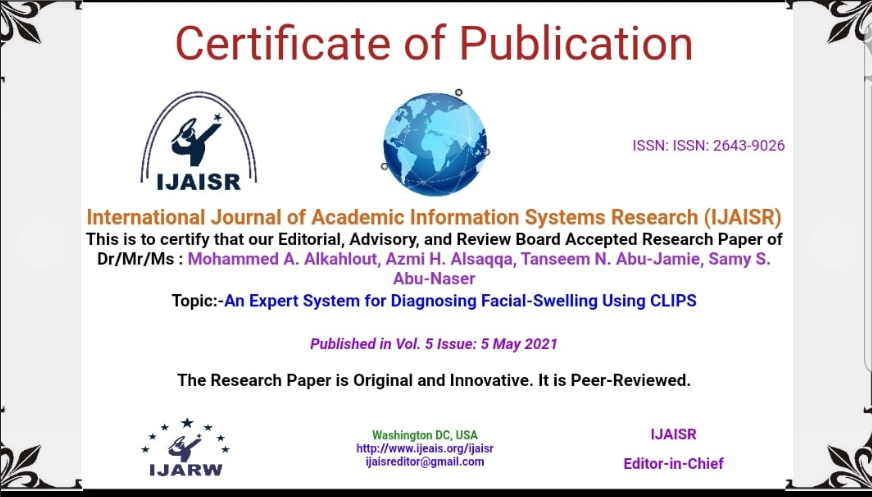 Certificate of Publication
IJAISR
ISSN: ISSN: 2643-9026
International Journal of Academic Information Systems Research (IJAISR)
This is to certify that our Editorial, Advisory, and Review Board Accepted Research Paper of
Dr/Mr/Ms : Mohammed A. Alkahlout, Azmi H. Alsaqqa, Tanseem N. Abu-Jamie, Samy S.
Abu-Naser
Topic:-An Expert System for Diagnosing Facial-Swelling Using CLIPS
Published in Vol. 5 Issue: 5 May 2021
The Research Paper is Original and Innovative. It is Peer-Reviewed.
IJARW
Washington DC, USA
http://www.ijeais.org/ijaisr
ijaisreditor@gmail.com
IJAISR
Editor-in-Chief